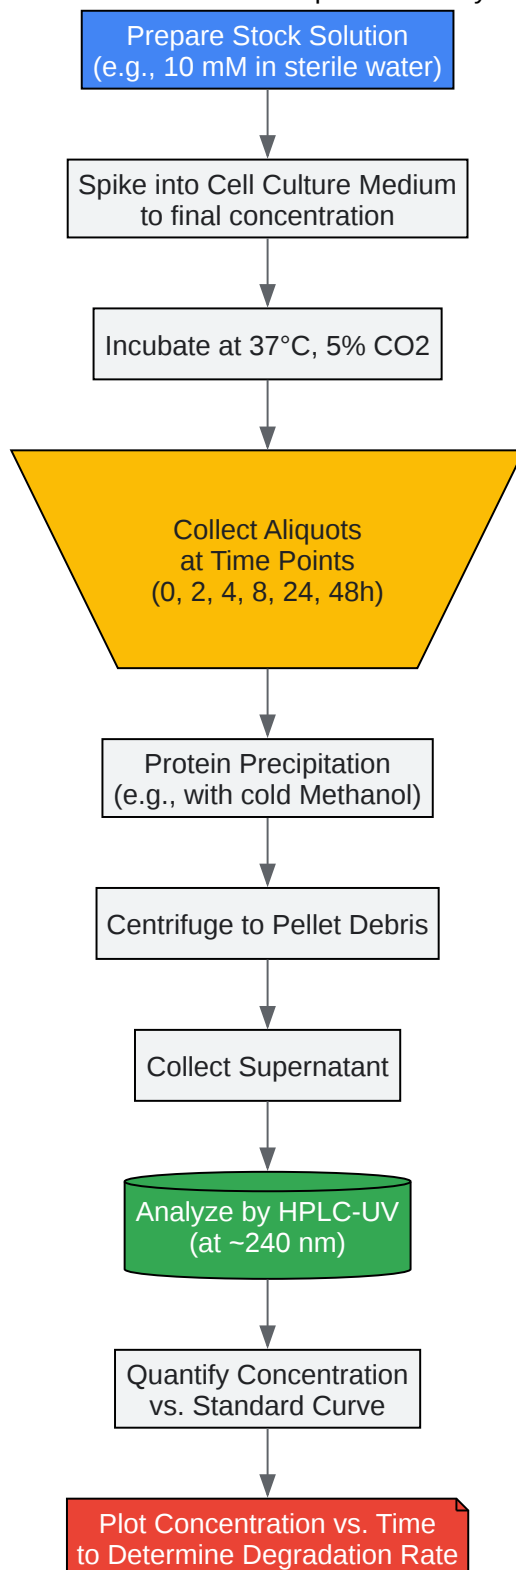 Prepare Stock Solution
(e.g., 10 mM in sterile water)
Spike into Cell Culture Medium
to final concentration
Incubate at 37°C, 5% CO2
Collect Aliquots
at Time Points
(0, 2, 4, 8, 24, 48h)
Protein Precipitation
(e.g., with cold Methanol)
Centrifuge to Pellet Debris
Collect Supernatant
Analyze by HPLC-UV
(at ~240 nm)
Quantify Concentration
vs. Standard Curve
Plot Concentration vs. Time
to Determine Degradation Rate